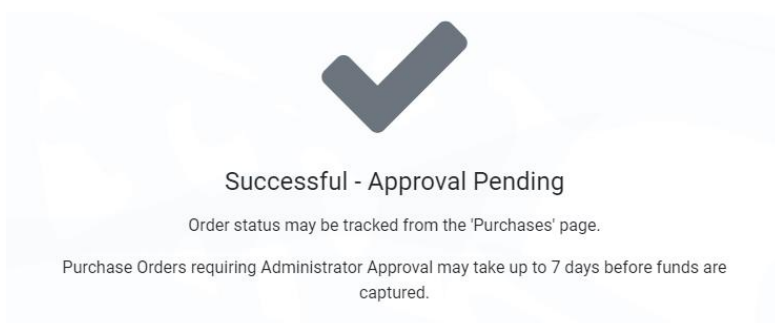 Successful - Approval Pending
Order status may be tracked from the 'Purchases' page.
Purchase Orders requiring Administrator Approval may take up to 7 days before funds are
captured.